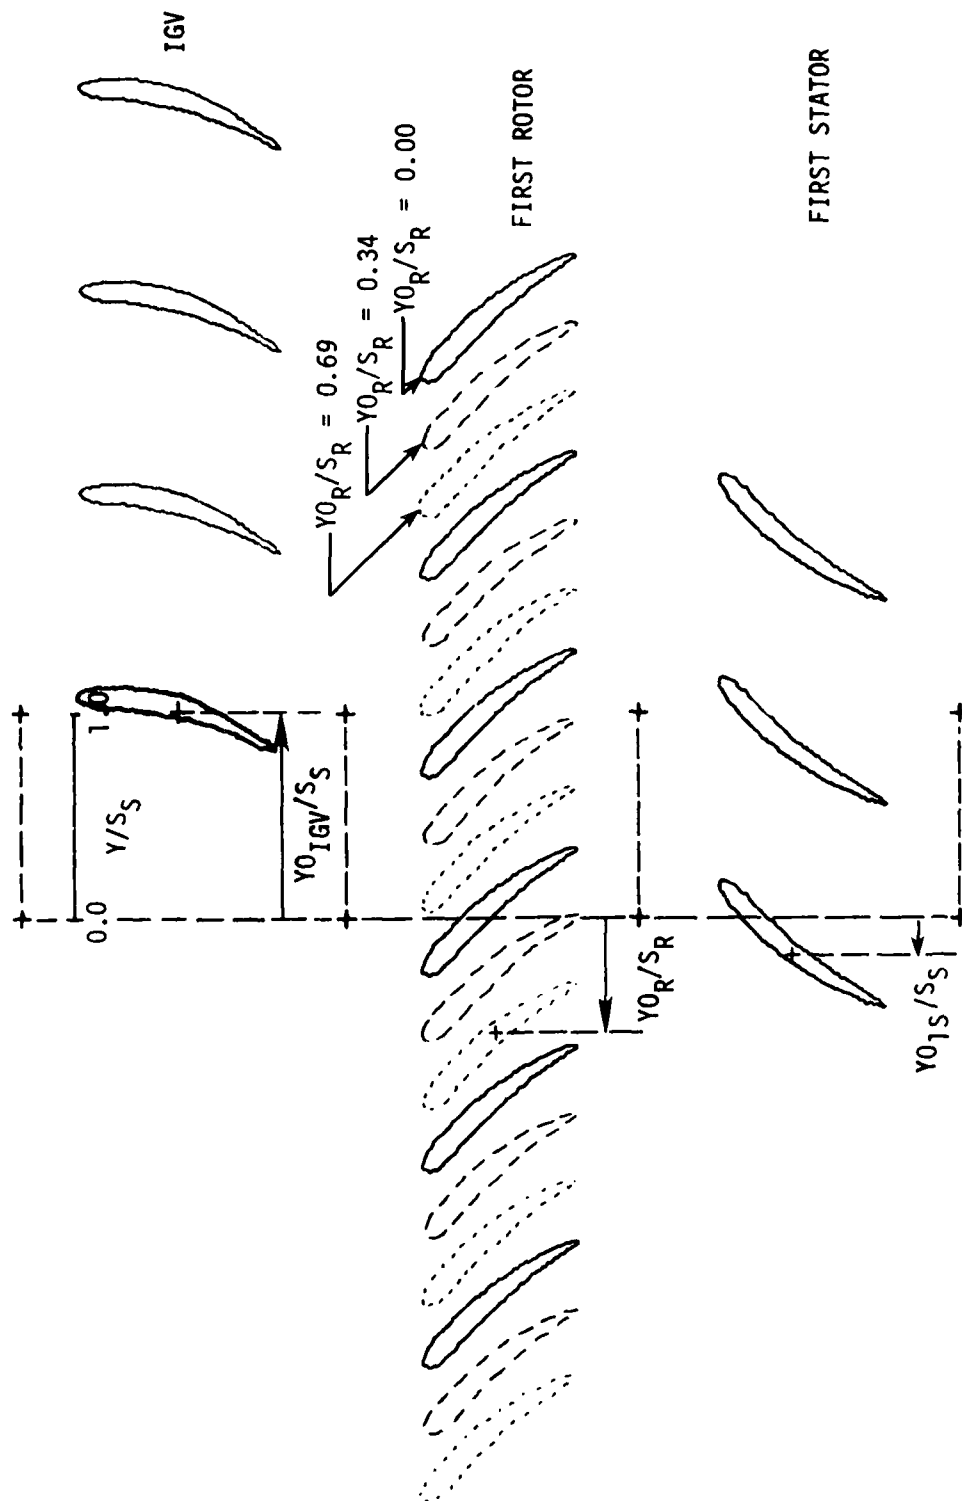 IGV
FIRST ROTOR
FIRST STATOR
YO_R/S_R = 0.69
YO_R/S_R = 0.34
YO_R/S_R = 0.00
1.0
Y/S_S
0.0
YO_IGV/S_S
YO_R/S_R
YO_1S/S_S